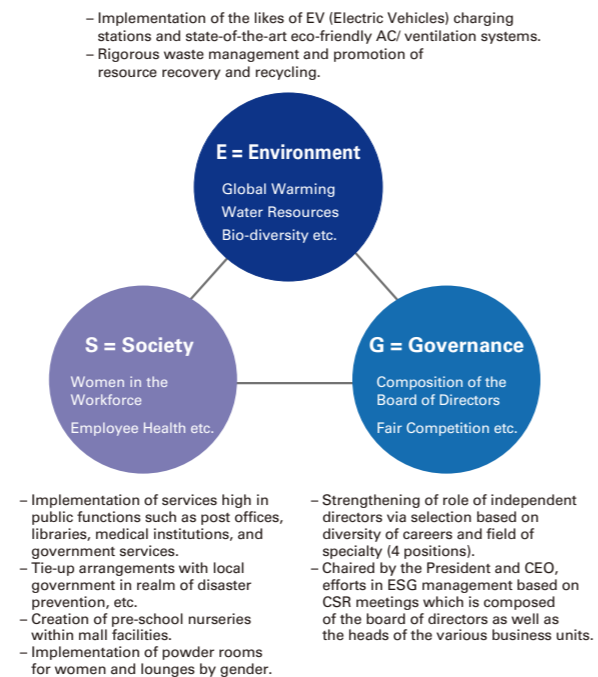 – Implementation of the likes of EV (Electric Vehicles) charging
stations and state-of-the-art eco-friendly AC/ ventilation systems.
– Rigorous waste management and promotion of
resource recovery and recycling.
E = Environment
Global Warming
Water Resources
Bio-diversity etc.
S = Society
Women in the
Workforce
Employee Health etc.
G = Governance
Composition of the
Board of Directors
Fair Competition etc.
– Implementation of services high in
public functions such as post offices,
libraries, medical institutions, and
government services.
– Tie-up arrangements with local
government in realm of disaster
prevention, etc.
– Creation of pre-school nurseries
within mall facilities.
– Implementation of powder rooms
for women and lounges by gender.
– Strengthening of role of independent
directors via selection based on
diversity of careers and field of
specialty (4 positions).
– Chaired by the President and CEO,
efforts in ESG management based on
CSR meetings which is composed
of the board of directors as well as
the heads of the various business units.